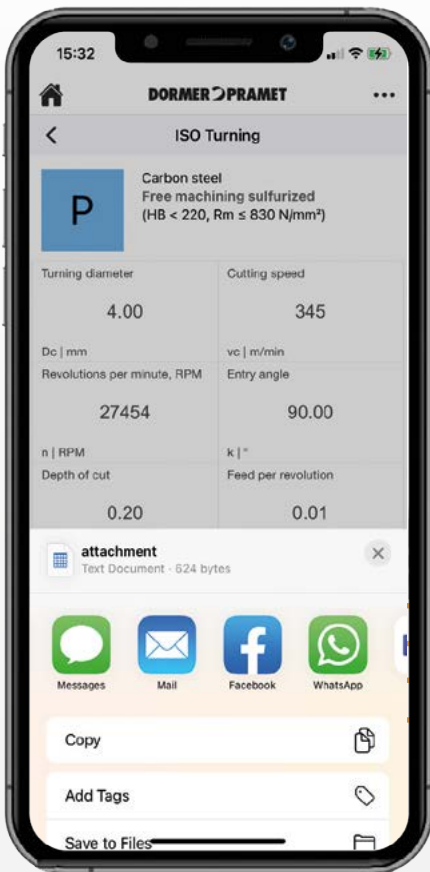 15:32
DORMER PRAMET
ISO Turning
P
Carbon steel
Free machining sulfurized
(HB < 220, Rm ≤ 830 N/mm²)
Turning diameter
Cutting speed
4.00
345
Dc | mm
vc | m/min
Revolutions per minute, RPM
Entry angle
27454
90.00
n | RPM
k | °
Depth of cut
Feed per revolution
0.20
0.01
attachment
Text Document · 624 bytes
Messages
Mail
Facebook
WhatsApp
Copy
Add Tags
Save to Files